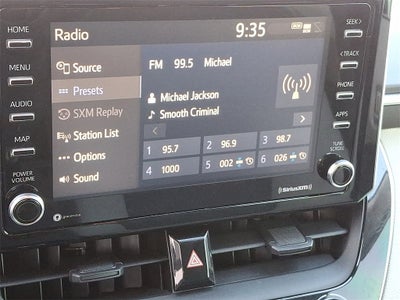 HOME
MENU
AUDIO
MAP
POWER
VOLUME
Radio
9:35
Source
Presets
SXM Replay
Station List
Options
Sound
FM 99.5 Michael
Michael Jackson
Smooth Criminal
1 95.7 2 96.9 3 98.7
4 1000 5 002 6 026
SiriusXM
SEEK>
<TRACK
PHONE
APPS
TUNE
SCROLL